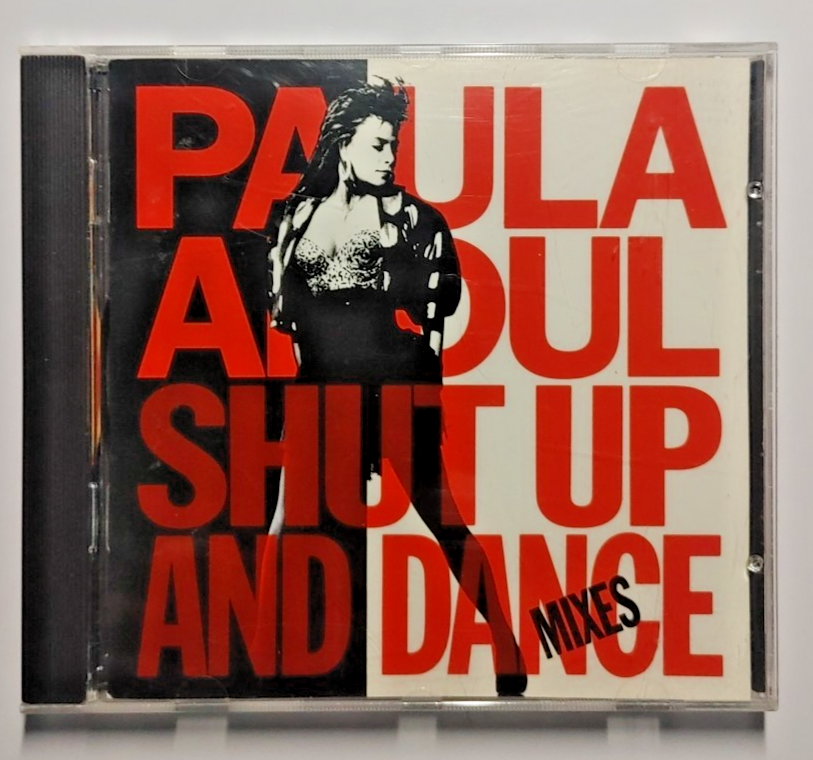 PAULA
ABDUL
SHUT UP
AND DANCE
MIXES